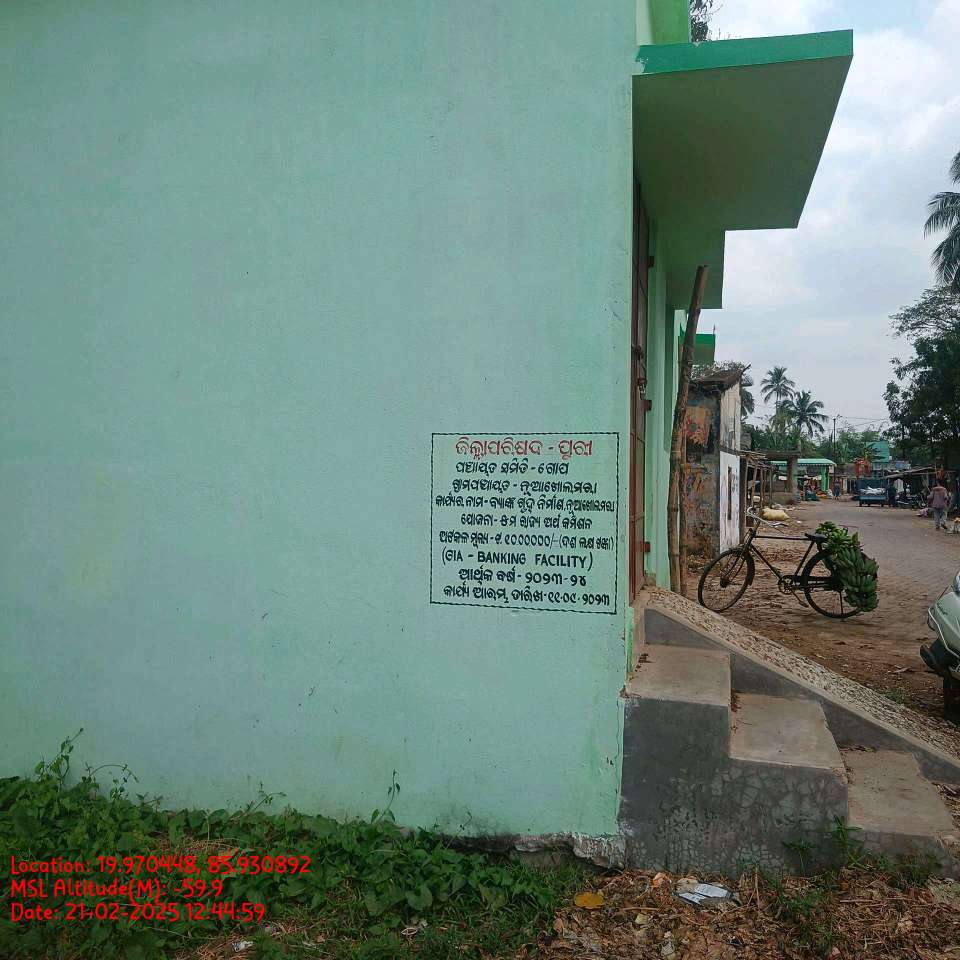 ଜିଲ୍ଲାପରିଷଦ - ପୁରୀ
ପଞ୍ଚାୟତ ସମିତି - ଗୋପ
ଗ୍ରାମପଞ୍ଚାୟତ - ନୂଆଖୋଲମରା
କାର୍ଯ୍ୟର ନାମ - ବ୍ୟାଙ୍କ ଗୃହ ନିର୍ମାଣ, ନୂଆଖୋଲମରା
ଯୋଜନା - ୫ମ ରାଜ୍ୟ ଅର୍ଥ କମିଶନ
ଅଟକଳ ମୂଲ୍ୟ - ଟ. ୧୦୦୦୦୦୦/- (ଦଶ ଲକ୍ଷ ଟଙ୍କା)
(GIA - BANKING FACILITY)
ଆର୍ଥିକ ବର୍ଷ - ୨୦୨୩-୨୪
କାର୍ଯ୍ୟ ଆରମ୍ଭ ତାରିଖ - ୧୧.୦୯.୨୦୨୩
Location: 19.970448, 85.930892
MSL Altitude(M): -59.9
Date: 21-02-2025 12:44:59